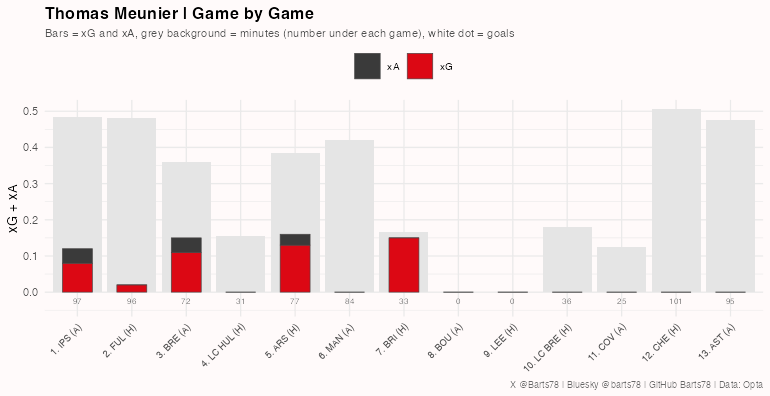 Thomas Meunier | Game by Game
Bars = xG and xA, grey background = minutes (number under each game), white dot = goals
xA xG
xG + xA
0.5
0.4
0.3
0.2
0.1
0.0
97 96 72 31 77 84 33 0 0 36 25 101 95
1. IPS (A)
2. FUL (H)
3. BRE (A)
4. LC HUL (H)
5. ARS (H)
6. MAN (A)
7. BRI (H)
8. BOU (A)
9. LEE (H)
10. LC BRE (H)
11. COV (A)
12. CHE (H)
13. AST (A)
X @Barts78 | Bluesky @barts78 | GitHub Barts78 | Data: Opta